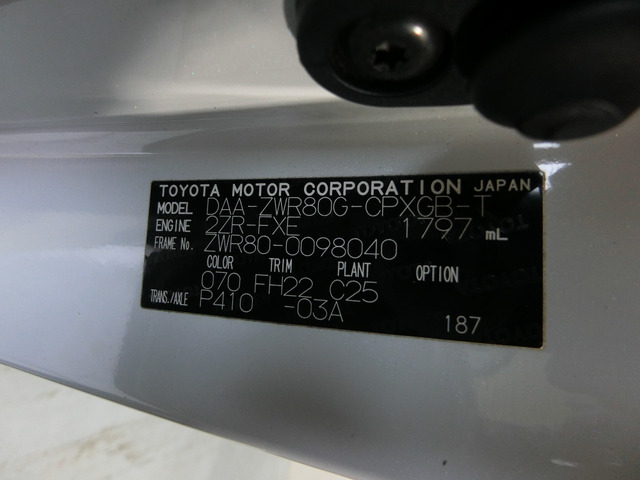 TOYOTA MOTOR CORPORATION JAPAN
MODEL DAA-ZWR80G-CPXGB-T
ENGINE 2ZR-FXE 1797 mL
FRAME No. ZWR80-0098040
COLOR TRIM PLANT OPTION
070 FH22 C25
TRANS./AXLE P410 -03A
187